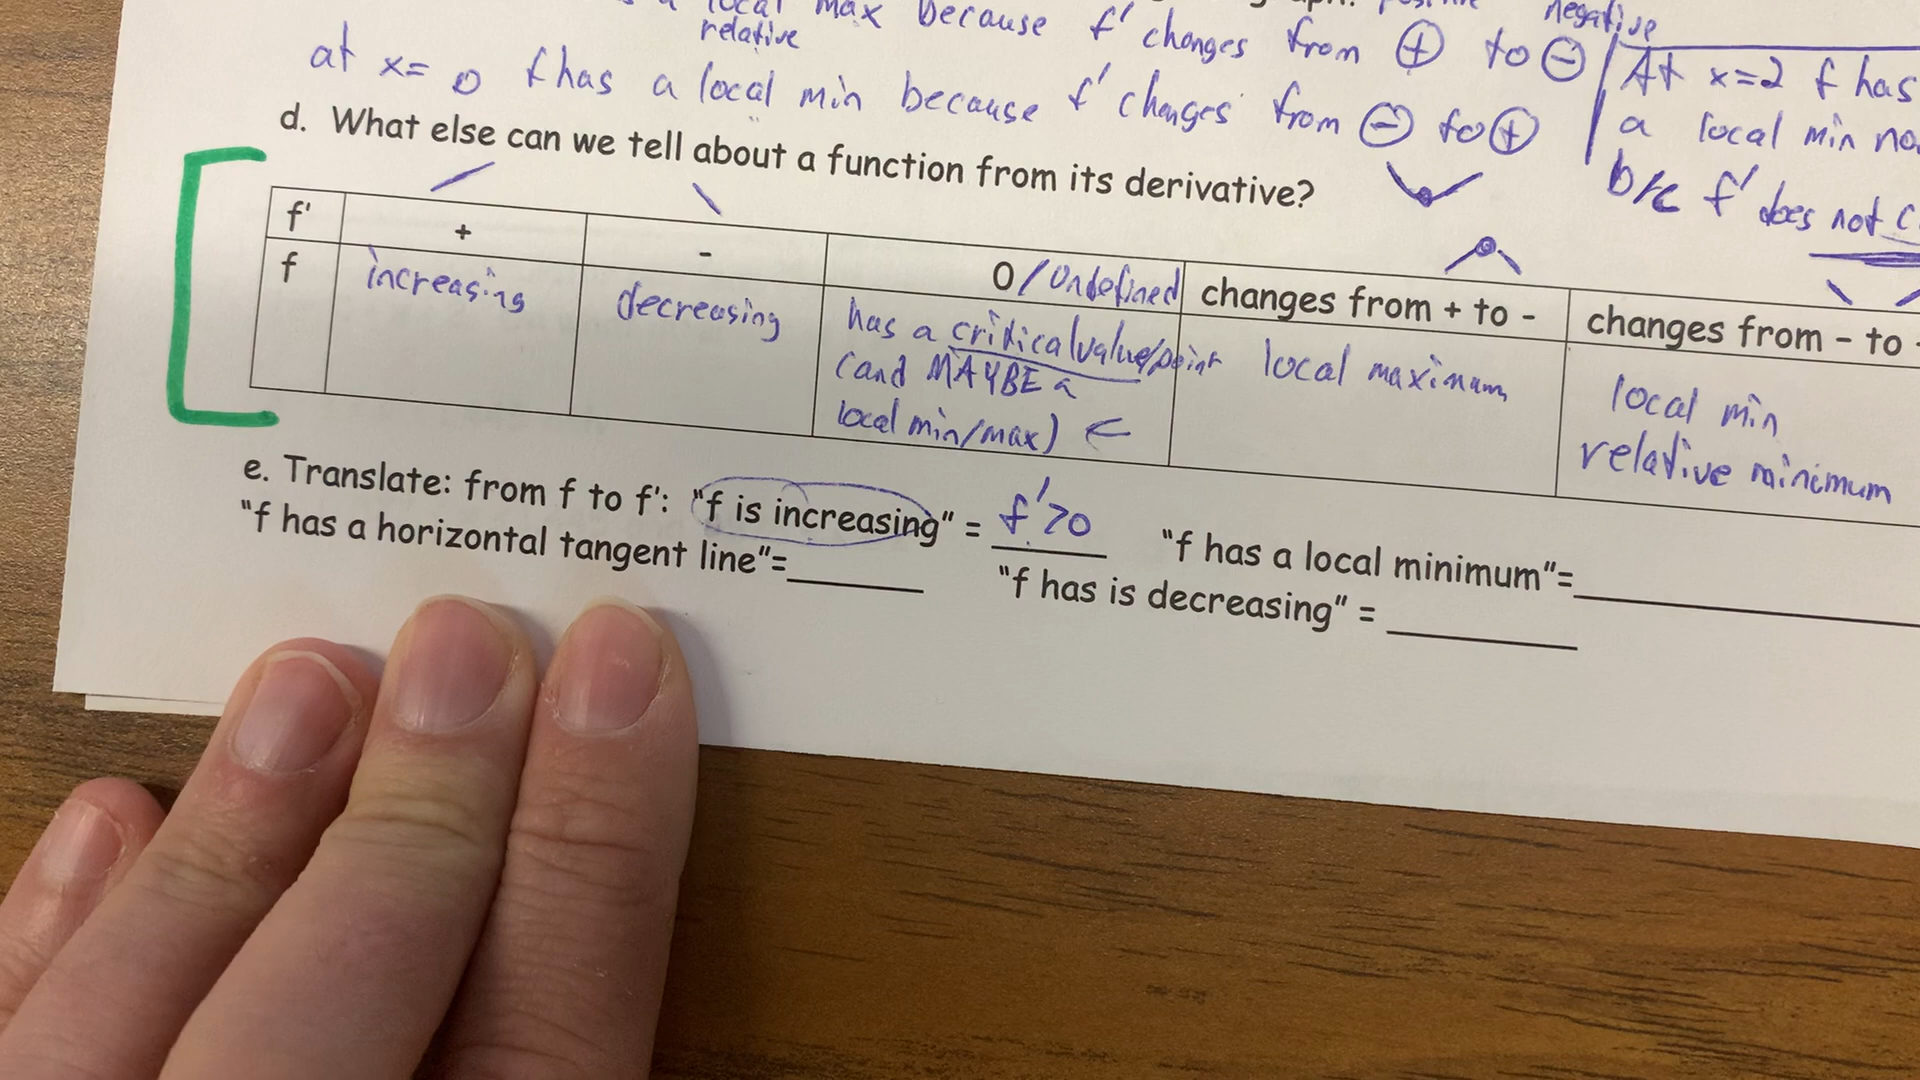 local max because f' changes from ⊕ to ⊖
negative
relative
at x= 0 f has a local min because f' changes from ⊖ to ⊕
At x=2 f has
a local min
b/c f' does not
d. What else can we tell about a function from its derivative?
f' + - 0/undefined changes from + to - changes from - to
f increasing decreasing has a critical value/point (and MAYBE a local min/max) ← local maximum local min relative minimum
e. Translate: from f to f': "f is increasing" = f'>0 "f has a local minimum"=
"f has a horizontal tangent line"= "f has is decreasing" =